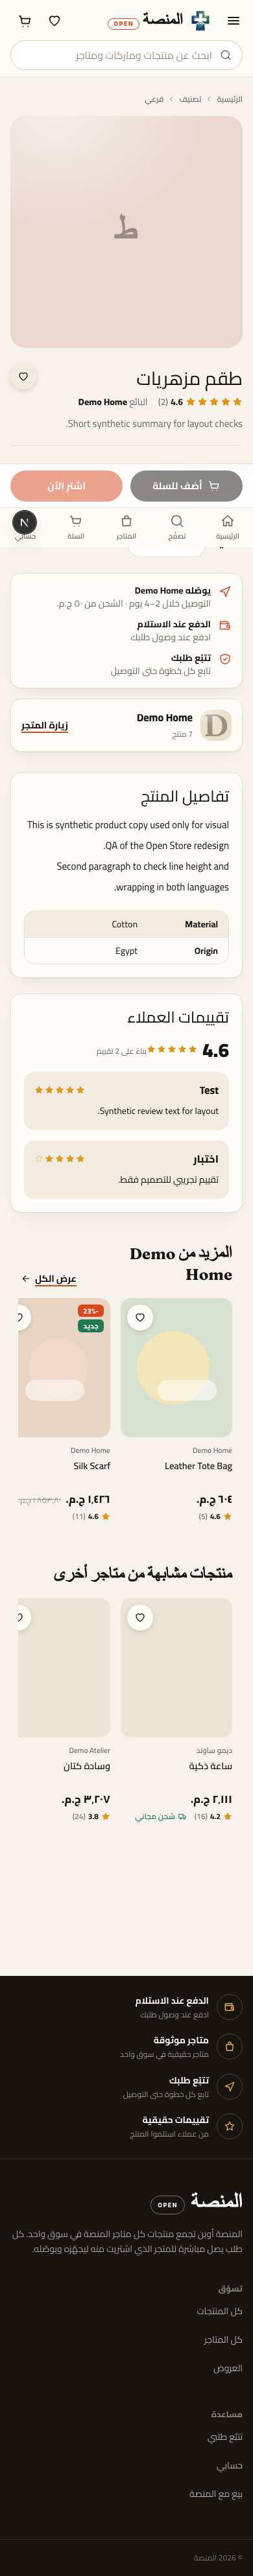 المنصة OPEN
ابحث عن منتجات وماركات ومتاجر
الرئيسية › تصنيف › فرعي
ط
طقم مزهريات
4.6 (2) البائع Demo Home
Short synthetic summary for layout checks.
أضف للسلة
اشترِ الآن
الرئيسية
تصفّح
المتاجر
السلة
حسابي
يوصّله Demo Home
التوصيل خلال 2–4 يوم · الشحن من ٥٠ ج.م.
الدفع عند الاستلام
ادفع عند وصول طلبك
تتبّع طلبك
تابع كل خطوة حتى التوصيل
D
Demo Home
7 منتج
زيارة المتجر
تفاصيل المنتج
This is synthetic product copy used only for visual
QA of the Open Store redesign.
Second paragraph to check line height and
wrapping in both languages.
Material Cotton
Origin Egypt
تقييمات العملاء
4.6 بناءً على 2 تقييم
Test
Synthetic review text for layout.
اختبار
تقييم تجريبي للتصميم فقط.
المزيد من Demo
Home
عرض الكل
Demo Home
Leather Tote Bag
٦٠٤ ج.م.
4.6 (5)
-23%
جديد
Demo Home
Silk Scarf
١٬٤٢٦ ج.م.
4.6 (11)
منتجات مشابهة من متاجر أخرى
ديمو ساوند
ساعة ذكية
٢٬١١١ ج.م.
4.2 (16) شحن مجاني
Demo Atelier
وسادة كتان
٣٬٢٠٧ ج.م.
3.8 (24)
الدفع عند الاستلام
ادفع عند وصول طلبك
متاجر موثوقة
متاجر حقيقية في سوق واحد
تتبّع طلبك
تابع كل خطوة حتى التوصيل
تقييمات حقيقية
من عملاء استلموا المنتج
المنصة OPEN
المنصة أوبن تجمع منتجات كل متاجر المنصة في سوق واحد. كل
طلب يصل مباشرة للمتجر الذي اشتريت منه ليجهّزه ويوصّله.
تسوّق
كل المنتجات
كل المتاجر
العروض
مساعدة
تتبّع طلبي
حسابي
بيع مع المنصة
© 2026 المنصة